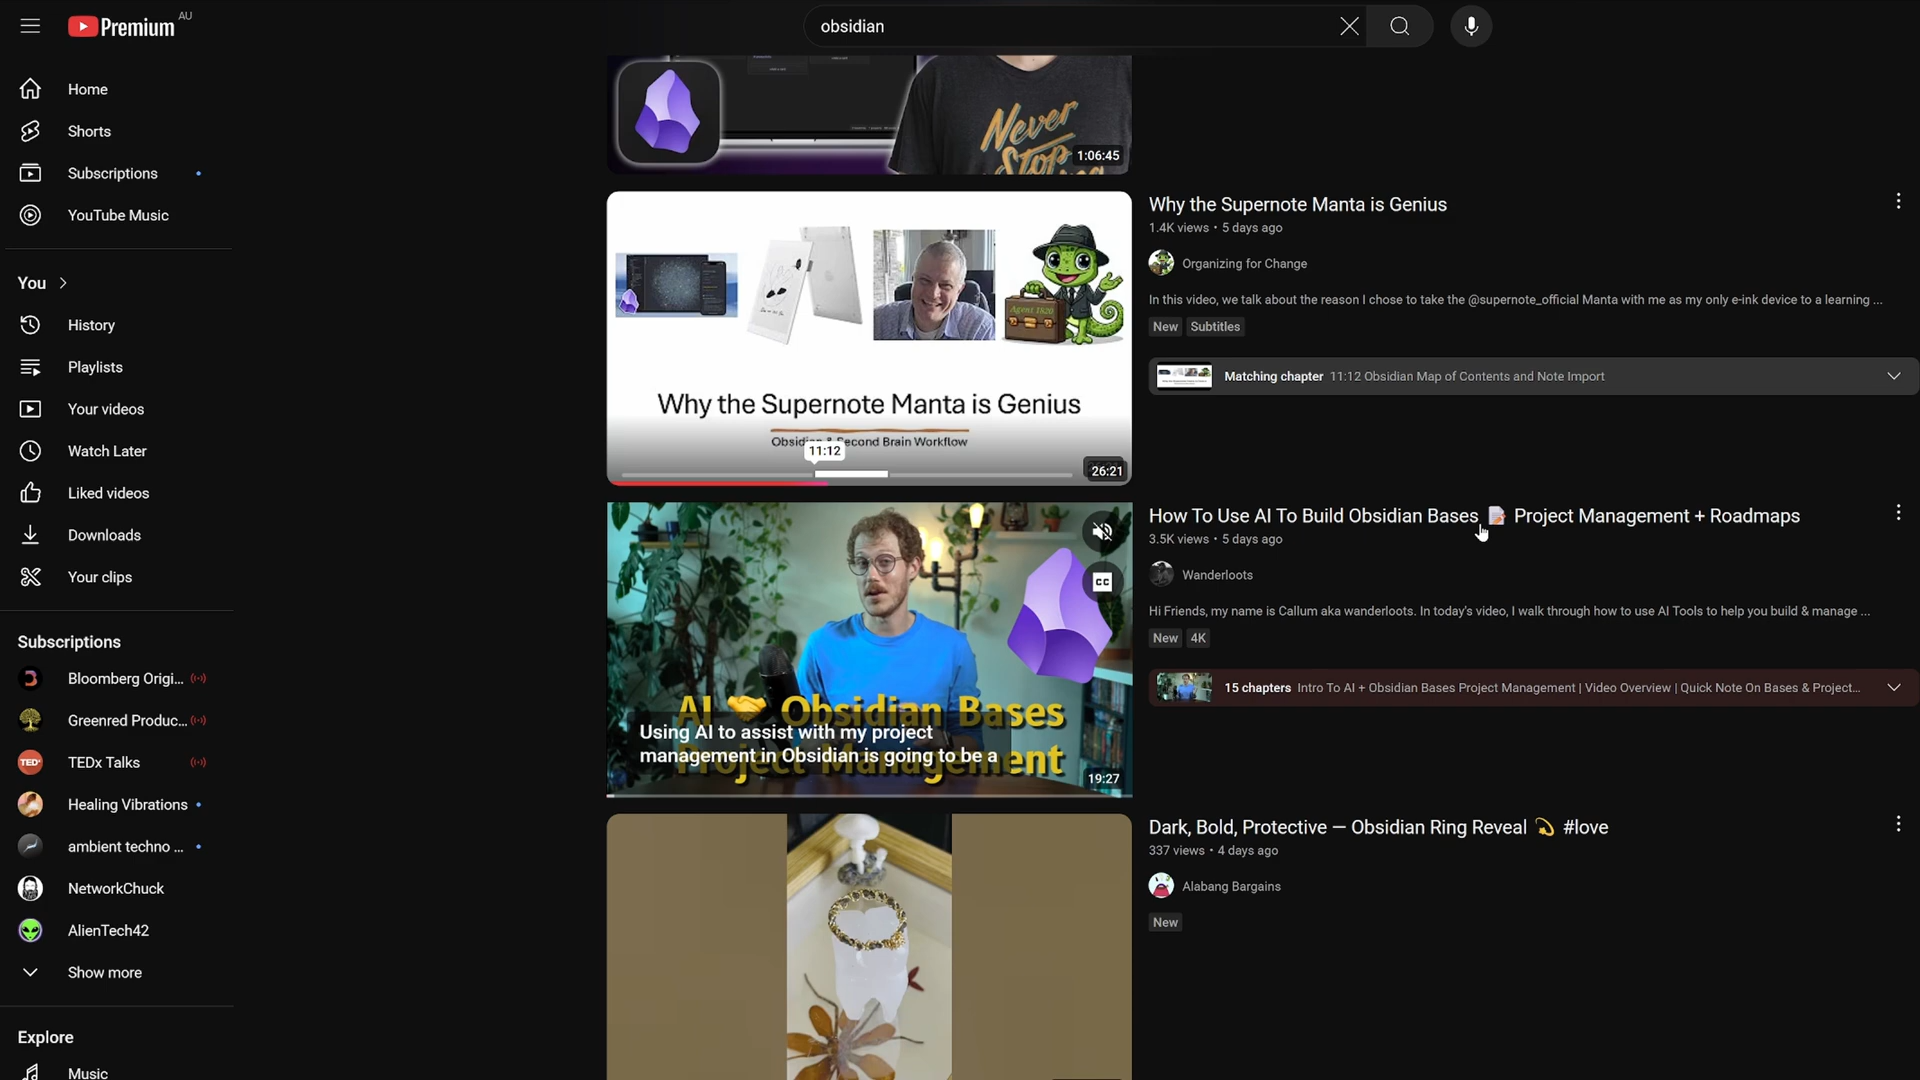 Premium AU
obsidian
Home
Shorts
Subscriptions
YouTube Music
You
History
Playlists
Your videos
Watch Later
Liked videos
Downloads
Your clips
Subscriptions
Bloomberg Origi...
Greenred Produc...
TEDx Talks
Healing Vibrations
ambient techno ...
NetworkChuck
AlienTech42
Show more
Explore
Music
Never
Stop
1:06:45
Agent 1820
Why the Supernote Manta is Genius
Obsidian & Second Brain Workflow
11:12
26:21
Why the Supernote Manta is Genius
1.4K views • 5 days ago
Organizing for Change
In this video, we talk about the reason I chose to take the @supernote_official Manta with me as my only e-ink device to a learning ...
New Subtitles
Matching chapter 11:12 Obsidian Map of Contents and Note Import
CC
AI 🤝 Obsidian Bases
Project Management
Using AI to assist with my project
management in Obsidian is going to be a
19:27
How To Use AI To Build Obsidian Bases 📝 Project Management + Roadmaps
3.5K views • 5 days ago
Wanderloots
Hi Friends, my name is Callum aka wanderloots. In today's video, I walk through how to use AI Tools to help you build & manage ...
New 4K
15 chapters Intro To AI + Obsidian Bases Project Management | Video Overview | Quick Note On Bases & Project...
Dark, Bold, Protective — Obsidian Ring Reveal 💫 #love
337 views • 4 days ago
Alabang Bargains
New